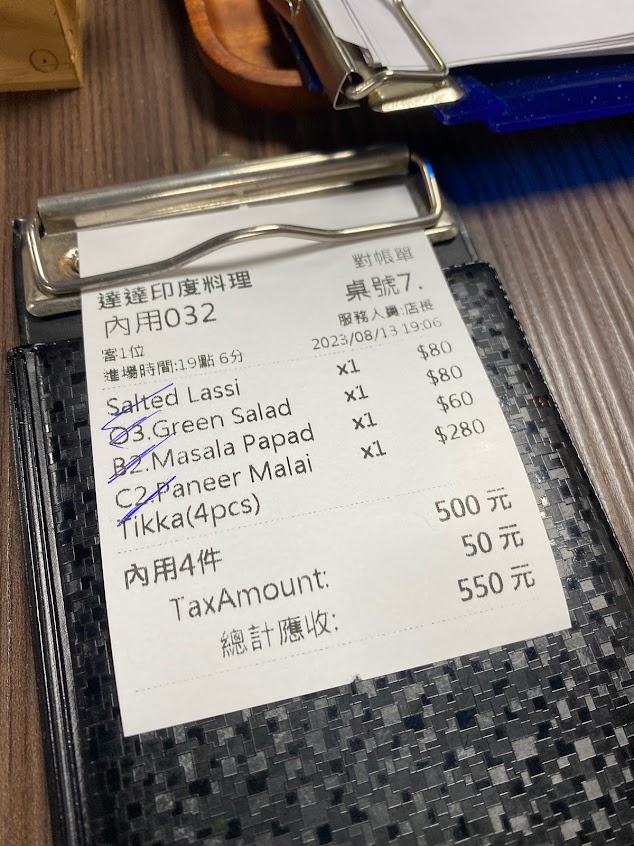 對帳單
達達印度料理
桌號7.
內用032
服務人員:店長
客1位
2023/08/13 19:06
進場時間:19點 6分
Salted Lassi x1 $80
O3.Green Salad x1 $80
B2.Masala Papad x1 $60
C2.Paneer Malai x1 $280
Tikka(4pcs)
內用4件 500 元
TaxAmount: 50 元
總計應收: 550 元